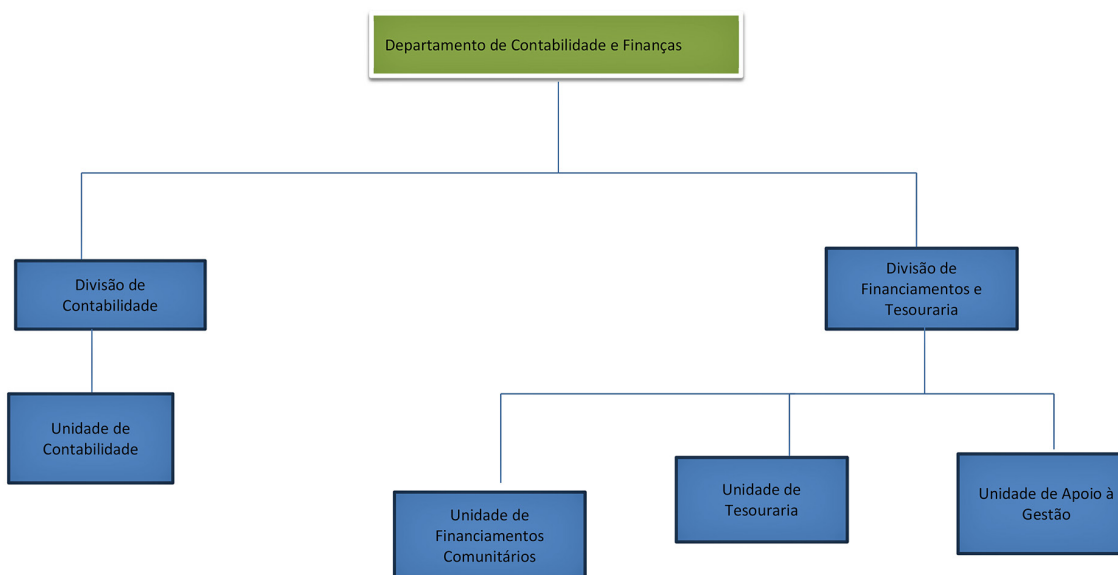 Departamento de Contabilidade e Finanças
Divisão de
Contabilidade
Divisão de
Financiamentos e
Tesouraria
Unidade de
Contabilidade
Unidade de
Financiamentos
Comunitários
Unidade de
Tesouraria
Unidade de Apoio à
Gestão